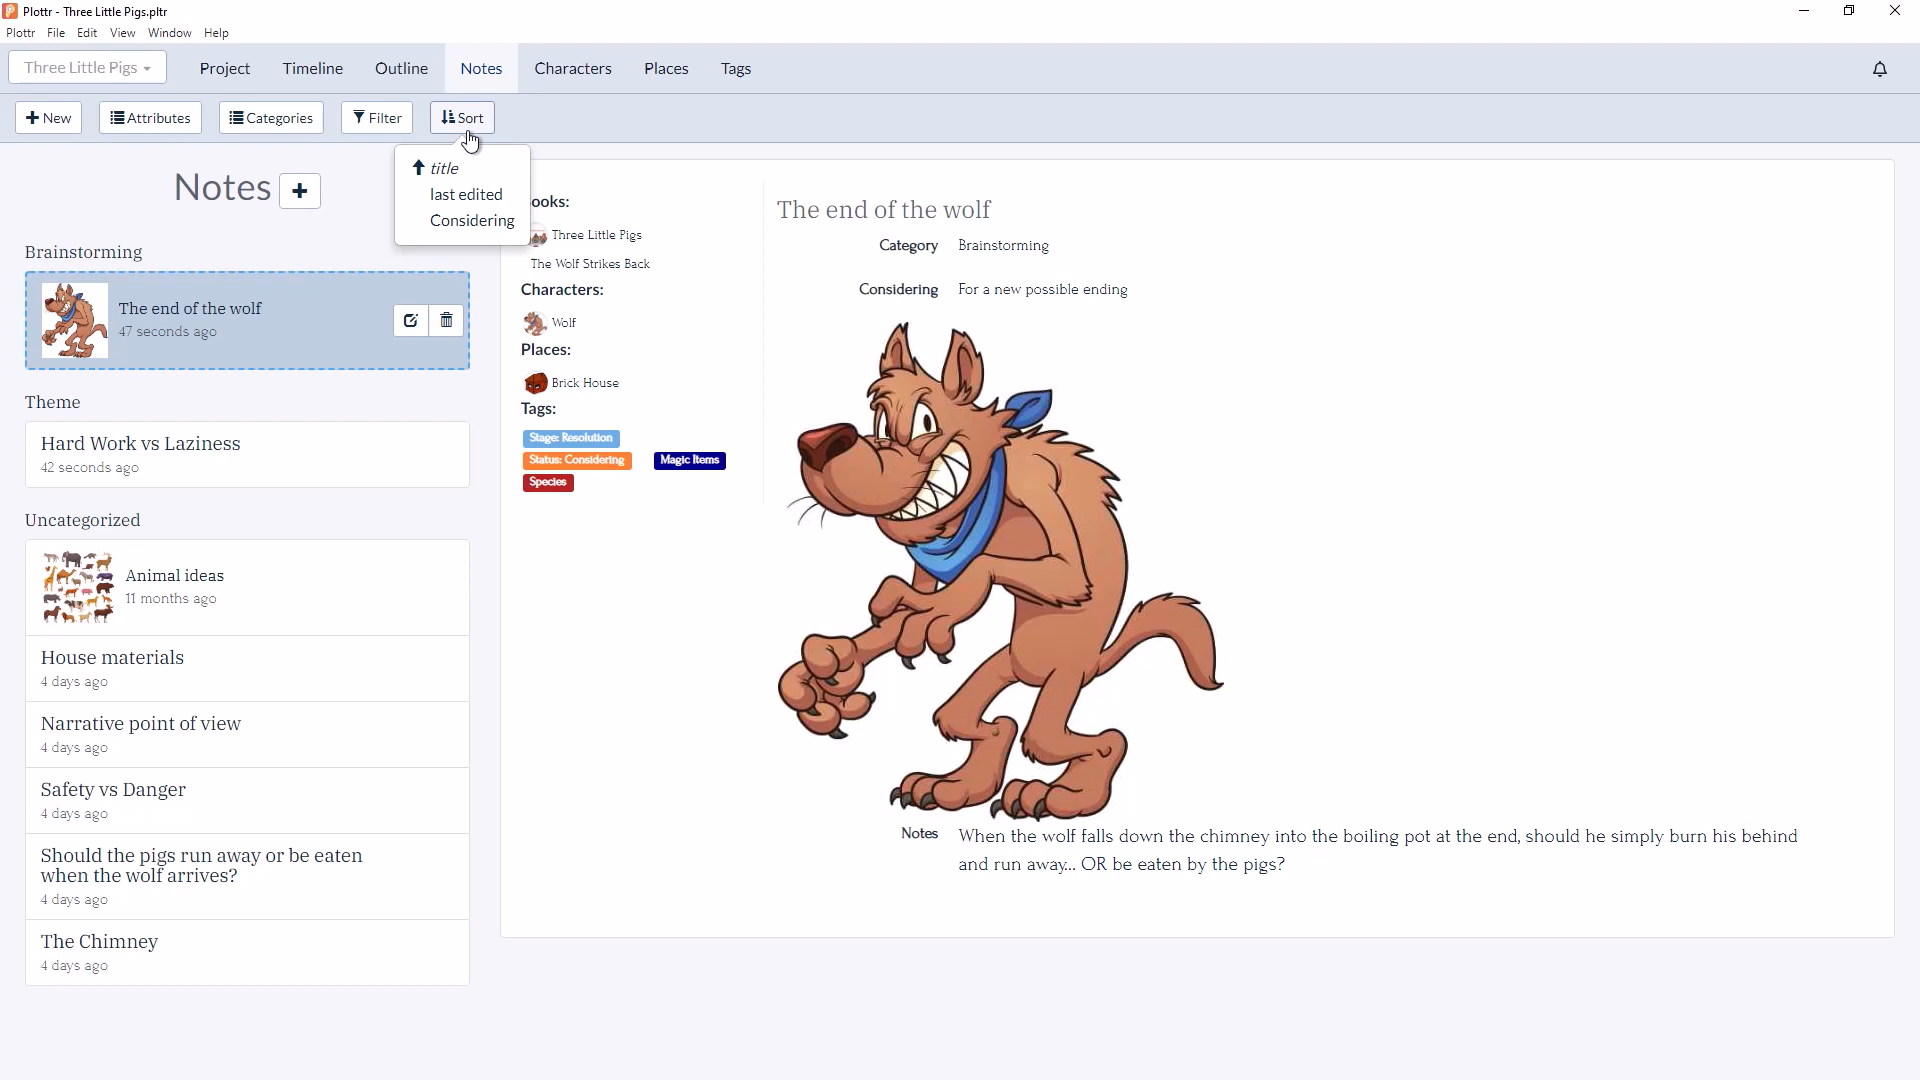 Plottr - Three Little Pigs.pltr
Plottr File Edit View Window Help
Three Little Pigs Project Timeline Outline Notes Characters Places Tags
New Attributes Categories Filter Sort
title
last edited
Considering
Notes
Brainstorming
The end of the wolf
47 seconds ago
Theme
Hard Work vs Laziness
42 seconds ago
Uncategorized
Animal ideas
11 months ago
House materials
4 days ago
Narrative point of view
4 days ago
Safety vs Danger
4 days ago
Should the pigs run away or be eaten
when the wolf arrives?
4 days ago
The Chimney
4 days ago
ooks:
Three Little Pigs
The Wolf Strikes Back
Characters:
Wolf
Places:
Brick House
Tags:
Stage: Resolution
Status: Considering Magic Items
Species
The end of the wolf
Category Brainstorming
Considering For a new possible ending
Notes When the wolf falls down the chimney into the boiling pot at the end, should he simply burn his behind
and run away... OR be eaten by the pigs?